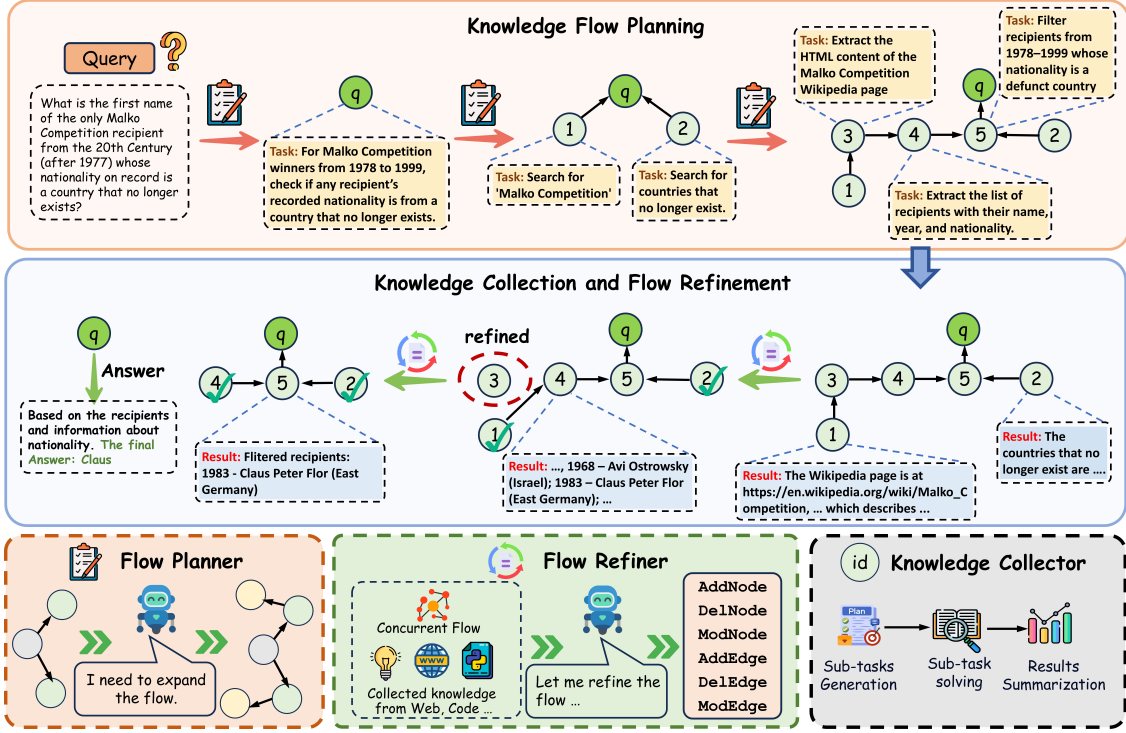 Knowledge Flow Planning
Query
What is the first name
of the only Malko
Competition recipient
from the 20th Century
(after 1977) whose
nationality on record is
a country that no longer
exists?
q
Task: For Malko Competition
winners from 1978 to 1999,
check if any recipient's
recorded nationality is from a
country that no longer exists.
q
1
2
Task: Search for
'Malko Competition'
Task: Search for
countries that
no longer exist.
Task: Extract the
HTML content of the
Malko Competition
Wikipedia page
Task: Filter
recipients from
1978–1999 whose
nationality is a
defunct country
q
3
4
5
2
1
Task: Extract the list of
recipients with their name,
year, and nationality.
Knowledge Collection and Flow Refinement
q
Answer
Based on the recipients
and information about
nationality. The final
Answer: Claus
q
4
5
2
Result: Flitered recipients:
1983 - Claus Peter Flor (East
Germany)
refined
q
3
4
5
2
1
Result: ..., 1968 – Avi Ostrowsky
(Israel); 1983 – Claus Peter Flor
(East Germany); ...
q
3
4
5
2
1
Result: The Wikipedia page is at
https://en.wikipedia.org/wiki/Malko_C
ompetition, ... which describes ...
Result: The
countries that no
longer exist are ....
Flow Planner
I need to expand
the flow.
Flow Refiner
Concurrent Flow
WWW
Collected knowledge
from Web, Code ...
Let me refine the
flow ...
AddNode
DelNode
ModNode
AddEdge
DelEdge
ModEdge
id
Knowledge Collector
Plan
Sub-tasks
Generation
Sub-task
solving
Results
Summarization